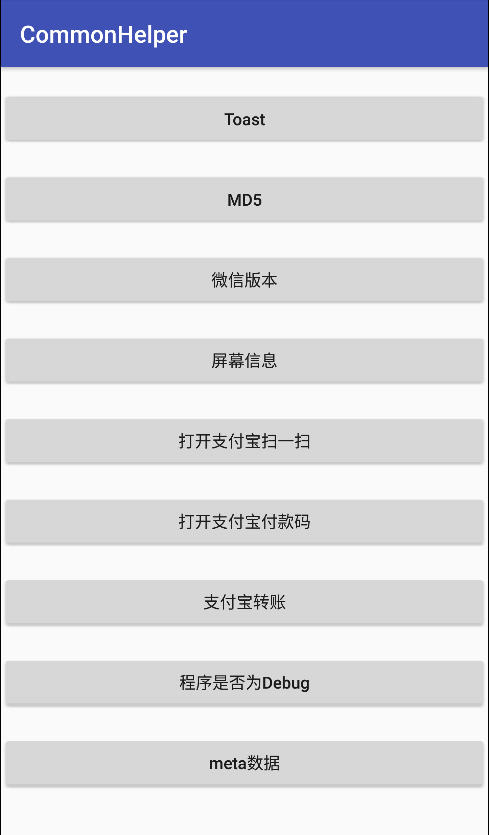 CommonHelper
Toast
MD5
微信版本
屏幕信息
打开支付宝扫一扫
打开支付宝付款码
支付宝转账
程序是否为Debug
meta数据